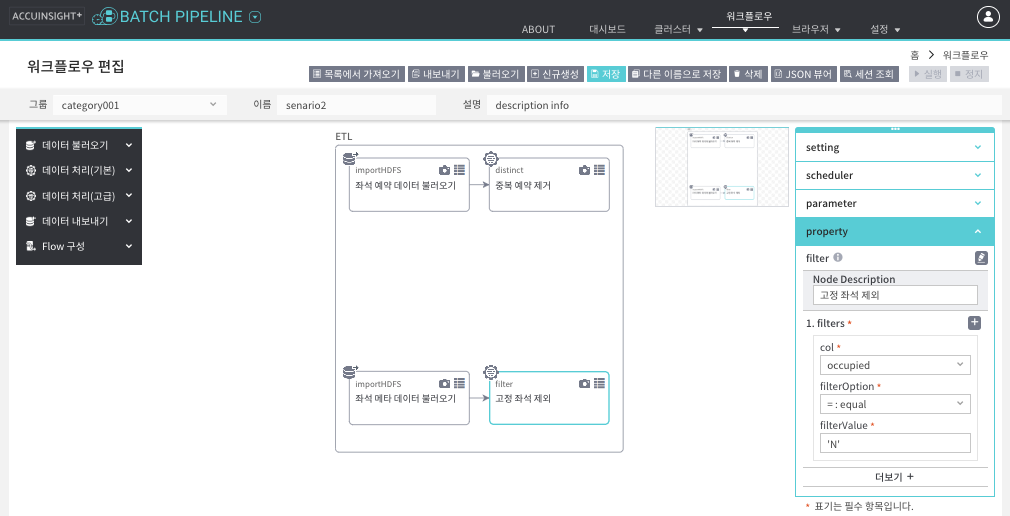 ACCUINSIGHT+
BATCH PIPELINE
ABOUT
대시보드
클러스터
워크플로우
브라우저
설정
워크플로우 편집
홈 > 워크플로우
목록에서 가져오기
내보내기
불러오기
신규생성
저장
다른 이름으로 저장
삭제
JSON 뷰어
세션 조회
실행
정지
그룹
category001
이름
senario2
설명
description info
데이터 불러오기
데이터 처리(기본)
데이터 처리(고급)
데이터 내보내기
Flow 구성
ETL
importHDFS
좌석 예약 데이터 불러오기
distinct
중복 예약 제거
importHDFS
좌석 메타 데이터 불러오기
filter
고정 좌석 제외
setting
scheduler
parameter
property
filter
Node Description
고정 좌석 제외
1. filters *
col *
occupied
filterOption *
= : equal
filterValue *
'N'
더보기 +
* 표기는 필수 항목입니다.